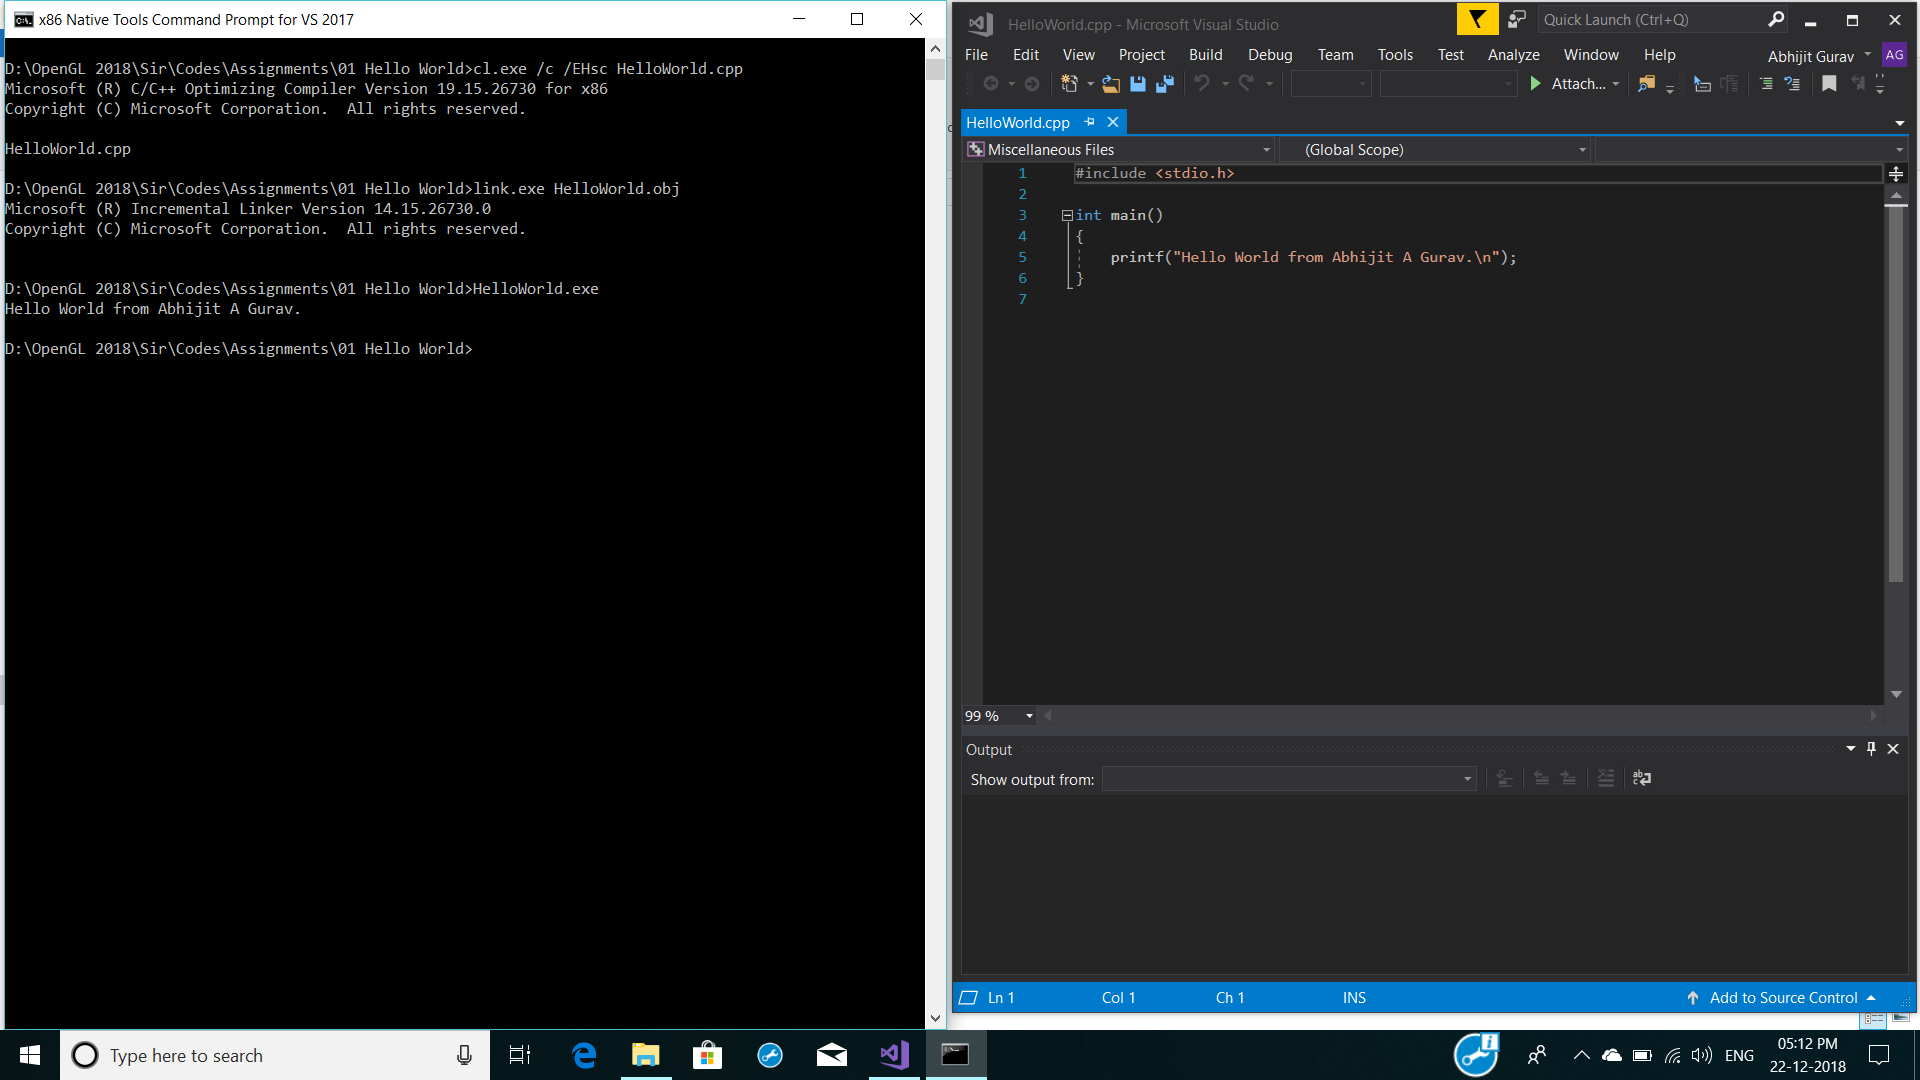 x86 Native Tools Command Prompt for VS 2017
D:\OpenGL 2018\Sir\Codes\Assignments\01 Hello World>cl.exe /c /EHsc HelloWorld.cpp
Microsoft (R) C/C++ Optimizing Compiler Version 19.15.26730 for x86
Copyright (C) Microsoft Corporation.  All rights reserved.
HelloWorld.cpp
D:\OpenGL 2018\Sir\Codes\Assignments\01 Hello World>link.exe HelloWorld.obj
Microsoft (R) Incremental Linker Version 14.15.26730.0
Copyright (C) Microsoft Corporation.  All rights reserved.
D:\OpenGL 2018\Sir\Codes\Assignments\01 Hello World>HelloWorld.exe
Hello World from Abhijit A Gurav.
D:\OpenGL 2018\Sir\Codes\Assignments\01 Hello World>
HelloWorld.cpp - Microsoft Visual Studio
Quick Launch (Ctrl+Q)
File Edit View Project Build Debug Team Tools Test Analyze Window Help Abhijit Gurav AG
Attach...
HelloWorld.cpp
Miscellaneous Files (Global Scope)
1 #include <stdio.h>
2
3 int main()
4 {
5 printf("Hello World from Abhijit A Gurav.\n");
6 }
7
99 %
Output
Show output from:
Ln 1 Col 1 Ch 1 INS Add to Source Control
Type here to search
ENG
05:12 PM
22-12-2018